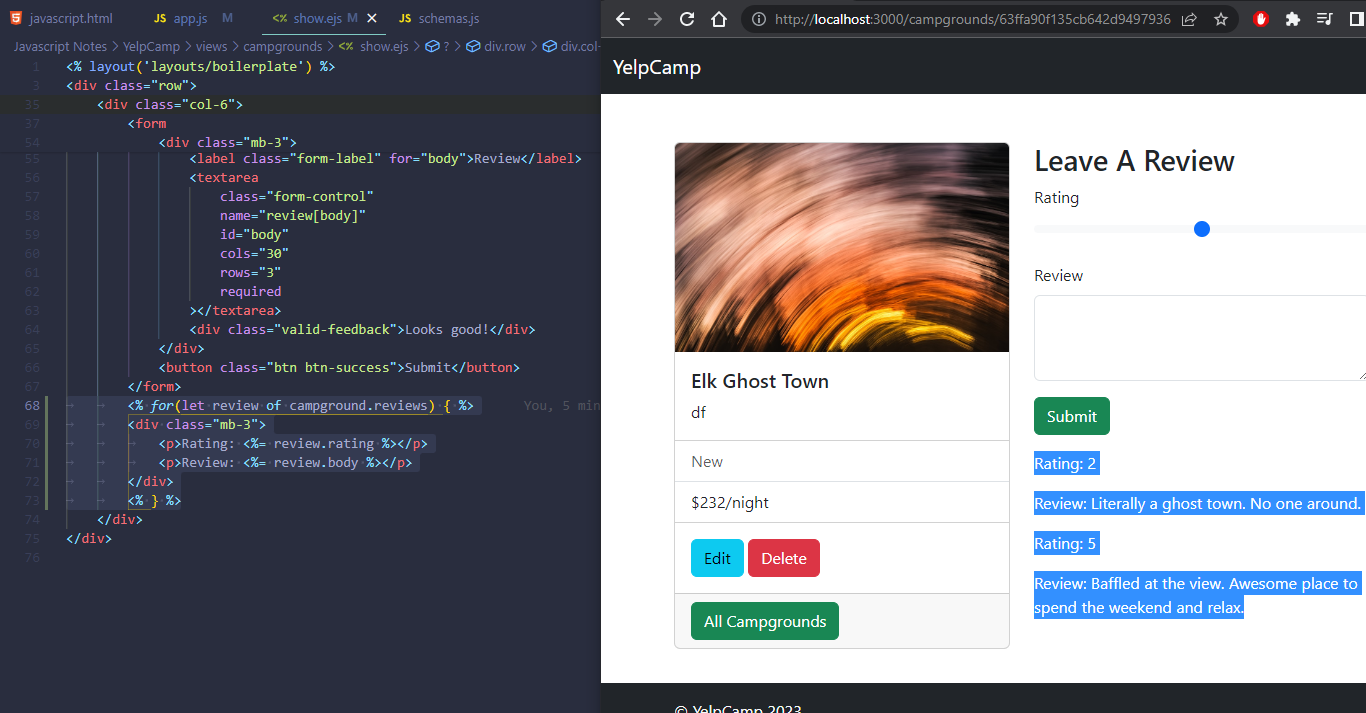 javascript.html
JS app.js M
<> show.ejs M ×
JS schemas.js
Javascript Notes > YelpCamp > views > campgrounds > <> show.ejs > ? > div.row > div.col-
1 <% layout('layouts/boilerplate') %>
3 <div class="row">
35 <div class="col-6">
37 <form
54 <div class="mb-3">
55 <label class="form-label" for="body">Review</label>
56 <textarea
57 class="form-control"
58 name="review[body]"
59 id="body"
60 cols="30"
61 rows="3"
62 required
63 ></textarea>
64 <div class="valid-feedback">Looks good!</div>
65 </div>
66 <button class="btn btn-success">Submit</button>
67 </form>
68 <% for(let review of campground.reviews) { %> You, 5 min
69 <div class="mb-3">
70 <p>Rating: <%= review.rating %></p>
71 <p>Review: <%= review.body %></p>
72 </div>
73 <% } %>
74 </div>
75 </div>
76
http://localhost:3000/campgrounds/63ffa90f135cb642d9497936
YelpCamp
Elk Ghost Town
df
New
$232/night
Edit
Delete
All Campgrounds
Leave A Review
Rating
Review
Submit
Rating: 2
Review: Literally a ghost town. No one around.
Rating: 5
Review: Baffled at the view. Awesome place to
spend the weekend and relax.
© YelpCamp 2023